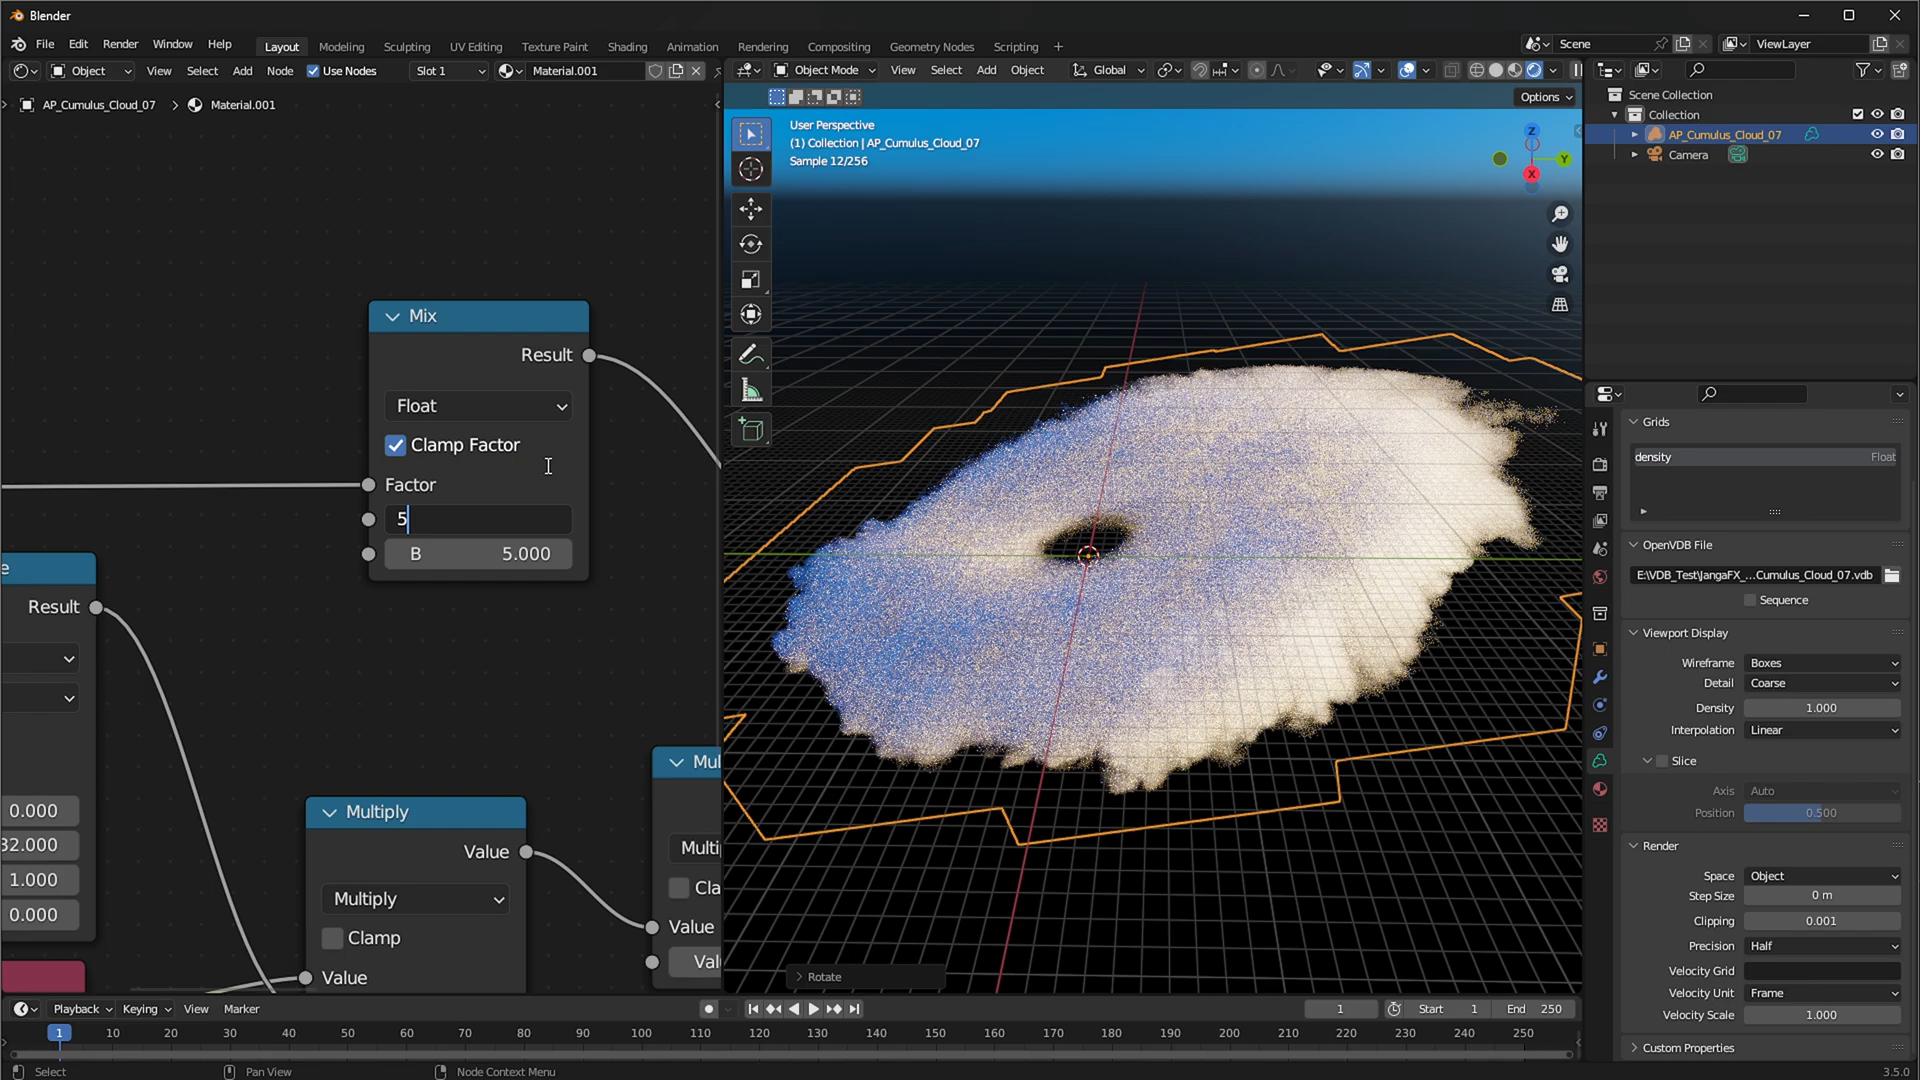 Blender
File Edit Render Window Help Layout Modeling Sculpting UV Editing Texture Paint Shading Animation Rendering Compositing Geometry Nodes Scripting + Scene ViewLayer
Object View Select Add Node Use Nodes Slot 1 Material.001
Object Mode View Select Add Object Global
Options
AP_Cumulus_Cloud_07 > Material.001
User Perspective
(1) Collection | AP_Cumulus_Cloud_07
Sample 12/256
Z
Y
X
Scene Collection
Collection
AP_Cumulus_Cloud_07
Camera
Mix
Result
Float
Clamp Factor
Factor
5
B 5.000
e
Result
0.000
32.000
1.000
0.000
Multiply
Value
Multiply
Clamp
Value
Mul
Multi
Cla
Value
Val
Rotate
Grids
density Float
OpenVDB File
E:\VDB_Test\JangaFX_...Cumulus_Cloud_07.vdb
Sequence
Viewport Display
Wireframe Boxes
Detail Coarse
Density 1.000
Interpolation Linear
Slice
Axis Auto
Position 0.500
Render
Space Object
Step Size 0 m
Clipping 0.001
Precision Half
Velocity Grid
Velocity Unit Frame
Velocity Scale 1.000
Custom Properties
Playback Keying View Marker 1 Start 1 End 250
1 10 20 30 40 50 60 70 80 90 100 110 120 130 140 150 160 170 180 190 200 210 220 230 240 250
Select Pan View Node Context Menu 3.5.0